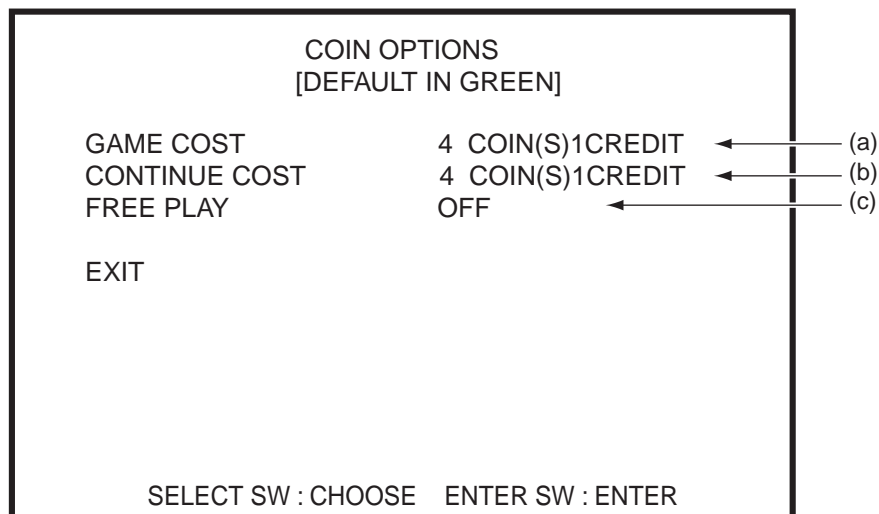 COIN OPTIONS
[DEFAULT IN GREEN]
GAME COST 4 COIN(S)1CREDIT (a)
CONTINUE COST 4 COIN(S)1CREDIT (b)
FREE PLAY OFF (c)
EXIT
SELECT SW : CHOOSE ENTER SW : ENTER